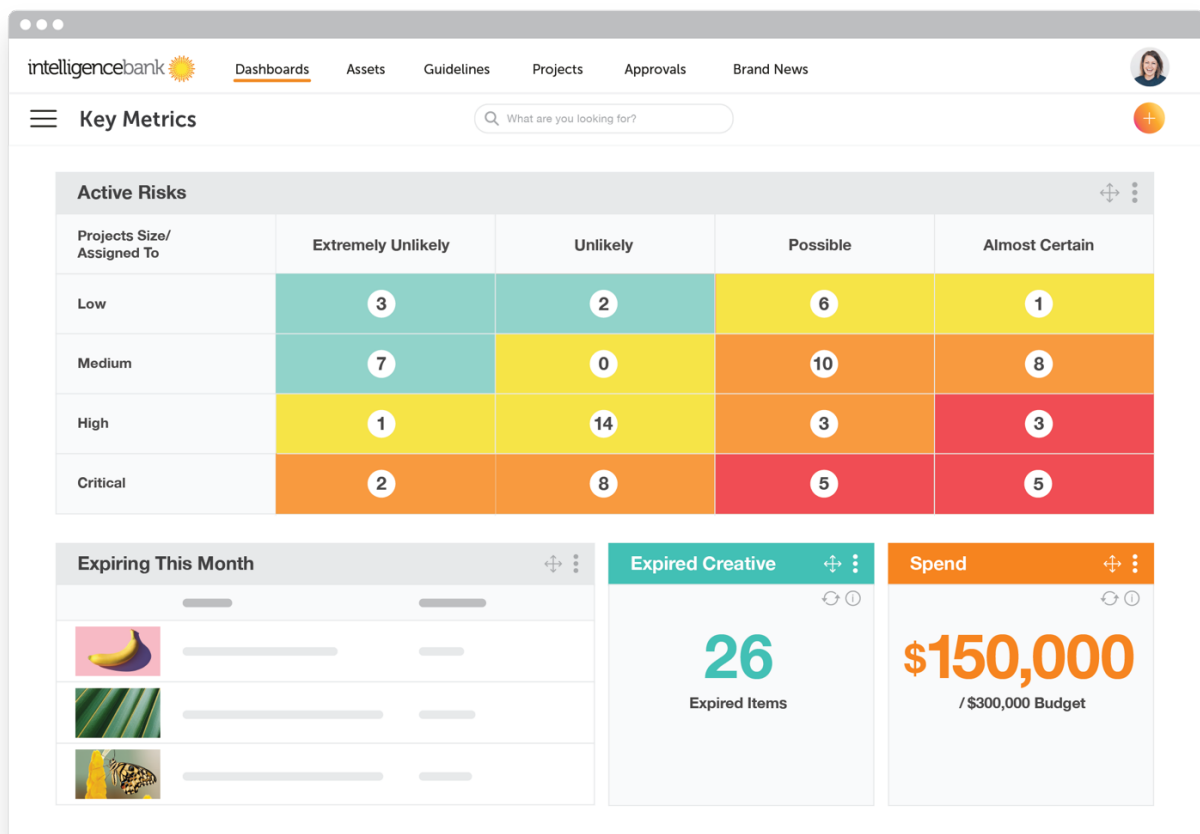 intelligencebank
Dashboards Assets Guidelines Projects Approvals Brand News
Key Metrics
What are you looking for?
Active Risks
Projects Size/
Assigned To
Extremely Unlikely Unlikely Possible Almost Certain
Low 3 2 6 1
Medium 7 0 10 8
High 1 14 3 3
Critical 2 8 5 5
Expiring This Month
Expired Creative
26
Expired Items
Spend
$150,000
/ $300,000 Budget